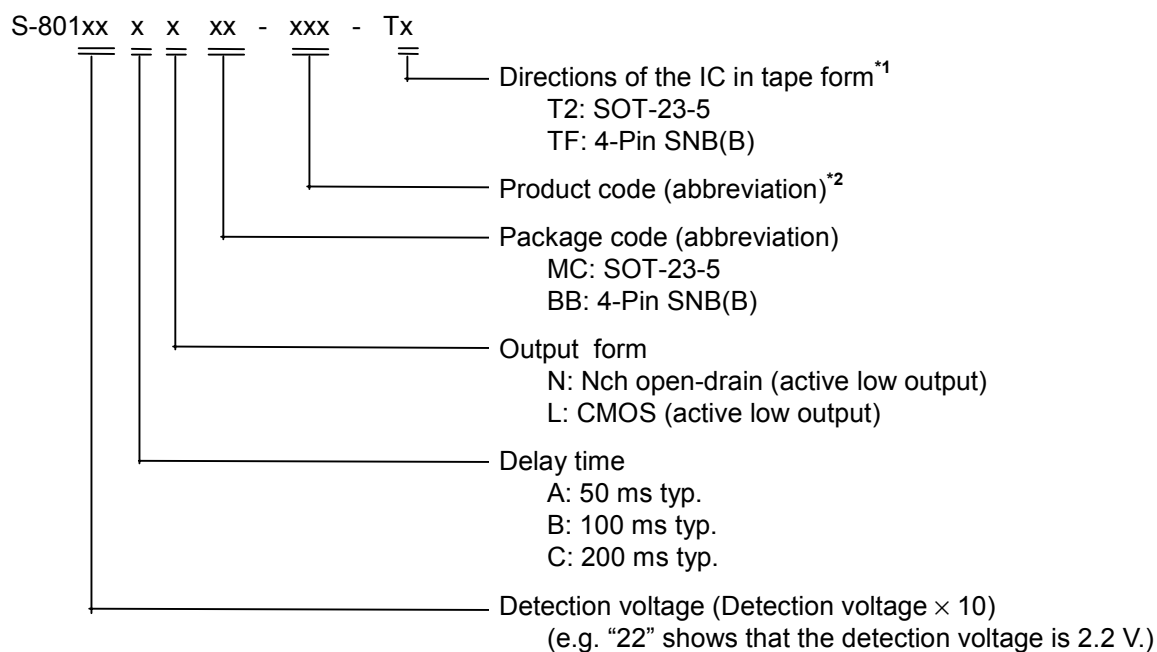 S-801xx x x xx - xxx - Tx
Directions of the IC in tape form*1
T2: SOT-23-5
TF: 4-Pin SNB(B)
Product code (abbreviation)*2
Package code (abbreviation)
MC: SOT-23-5
BB: 4-Pin SNB(B)
Output form
N: Nch open-drain (active low output)
L: CMOS (active low output)
Delay time
A: 50 ms typ.
B: 100 ms typ.
C: 200 ms typ.
Detection voltage (Detection voltage × 10)
(e.g. “22” shows that the detection voltage is 2.2 V.)